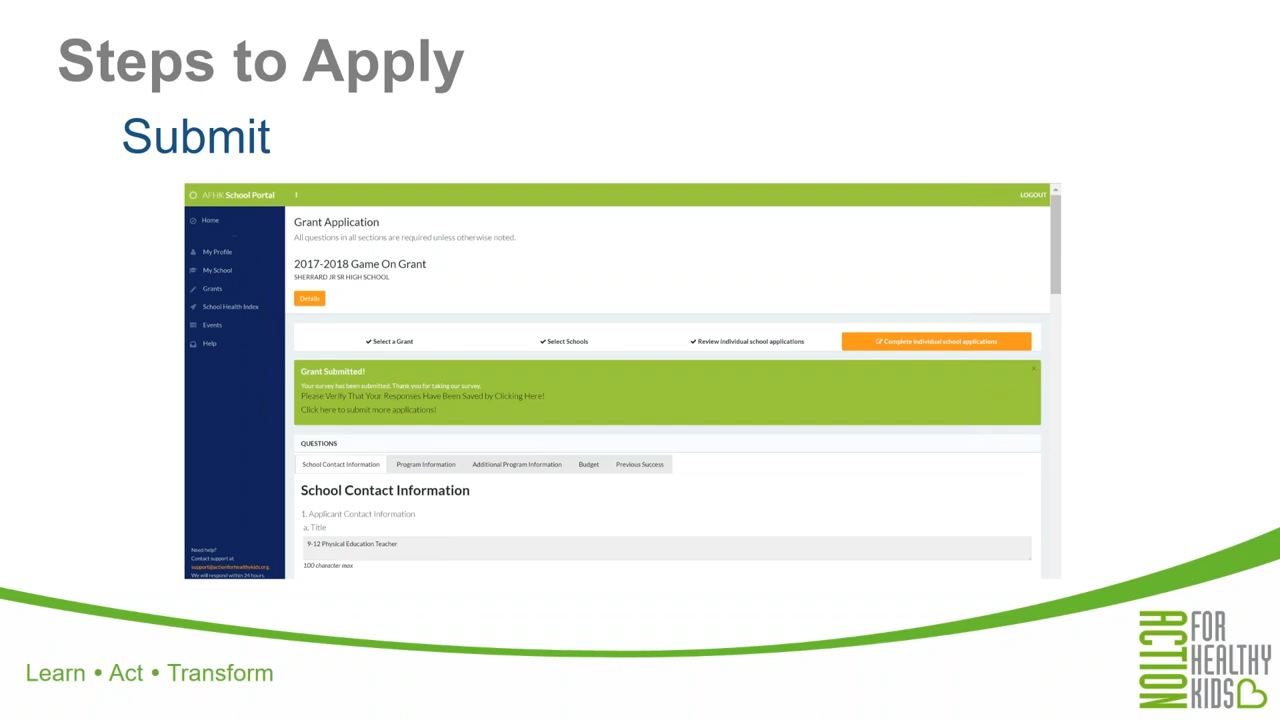 Steps to Apply
Submit
AFHK School Portal
LOGOUT
Home
My Profile
My School
Grants
School Health Index
Events
Help
Need help?
Contact support at
support@actionforhealthykids.org
We will respond within 24 hours.
Grant Application
All questions in all sections are required unless otherwise noted.
2017-2018 Game On Grant
SHERRARD JR SR HIGH SCHOOL
Details
Select a Grant
Select Schools
Review individual school applications
Complete individual school applications
Grant Submitted!
Your survey has been submitted. Thank you for taking our survey.
Please Verify That Your Responses Have Been Saved by Clicking Here!
Click here to submit more applications!
QUESTIONS
School Contact Information
Program Information
Additional Program Information
Budget
Previous Success
School Contact Information
1. Applicant Contact Information
a. Title
9-12 Physical Education Teacher
100 character max
Learn • Act • Transform
ACTION
FOR
HEALTHY
KIDS